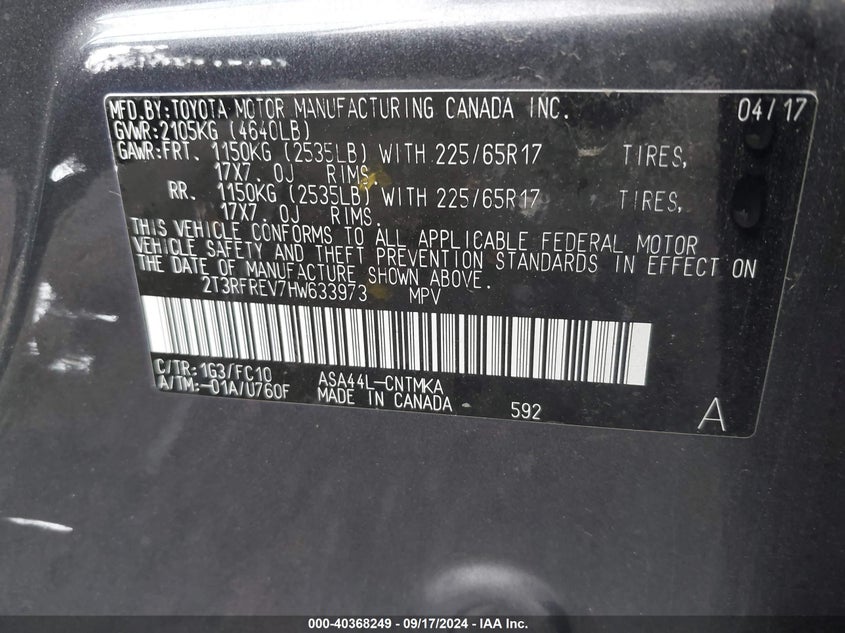 MFD.BY:TOYOTA MOTOR MANUFACTURING CANADA INC. 04/17
GVWR:2105KG (4640LB)
GAWR:FRT. 1150KG (2535LB) WITH 225/65R17 TIRES,
17X7.0J RIMS.
RR. 1150KG (2535LB) WITH 225/65R17 TIRES,
17X7.0J RIMS.
THIS VEHICLE CONFORMS TO ALL APPLICABLE FEDERAL MOTOR
VEHICLE SAFETY AND THEFT PREVENTION STANDARDS IN EFFECT ON
THE DATE OF MANUFACTURE SHOWN ABOVE.
2T3RFREV7HW633973 MPV
C/TR:1G3/FC10 ASA44L-CNTMKA
A/TM:-01A/U760F MADE IN CANADA 592 A
000-40368249 - 09/17/2024 - IAA Inc.